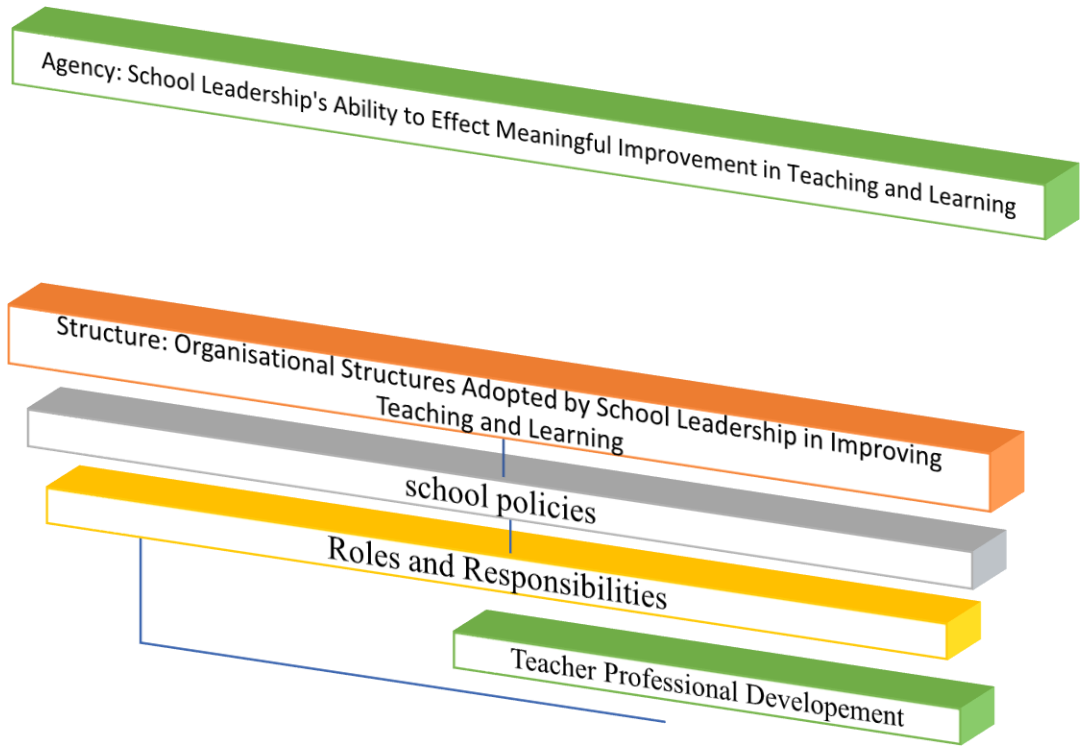 Agency: School Leadership's Ability to Effect Meaningful Improvement in Teaching and Learning
Structure: Organisational Structures Adopted by School Leadership in Improving
Teaching and Learning
school policies
Roles and Responsibilities
Teacher Professional Developement